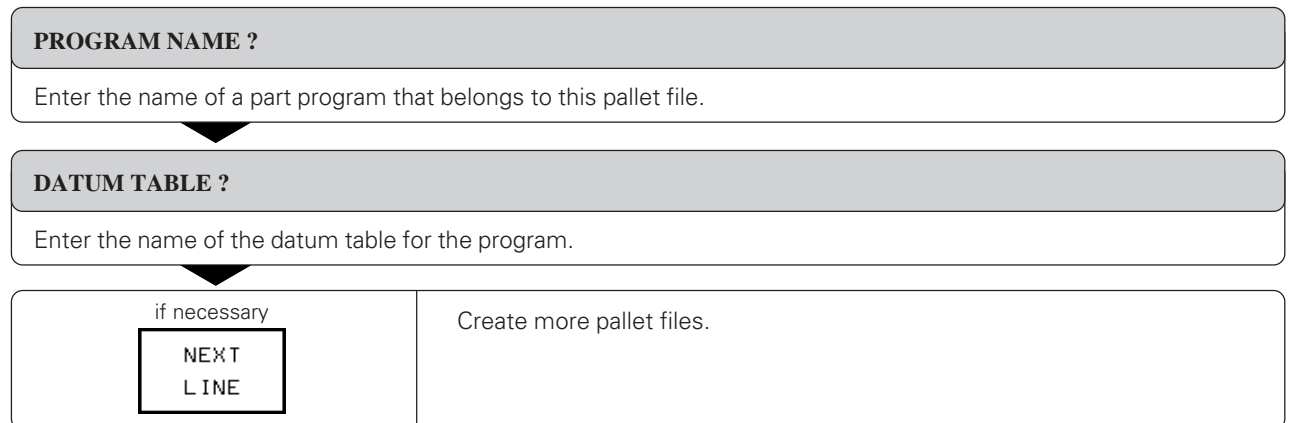 PROGRAM NAME ?
Enter the name of a part program that belongs to this pallet file.
DATUM TABLE ?
Enter the name of the datum table for the program.
if necessary
NEXT
LINE
Create more pallet files.